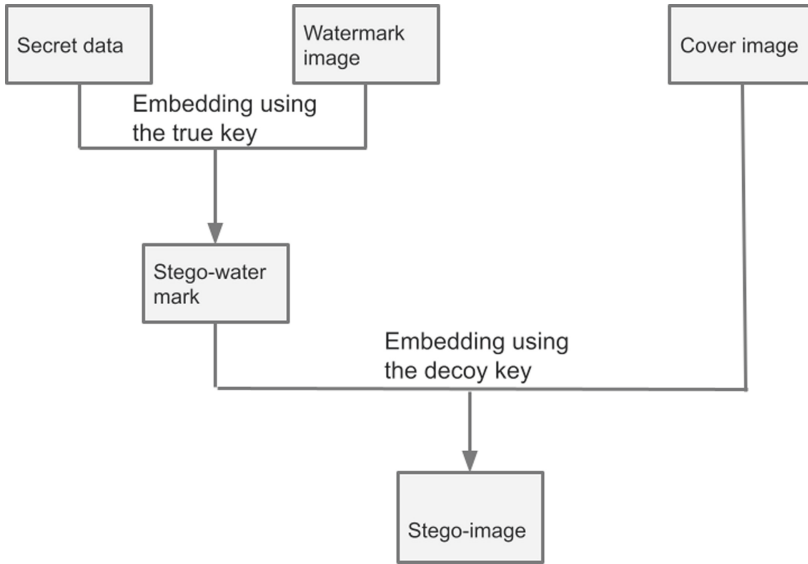 Secret data
Watermark
image
Cover image
Embedding using
the true key
Stego-water
mark
Embedding using
the decoy key
Stego-image